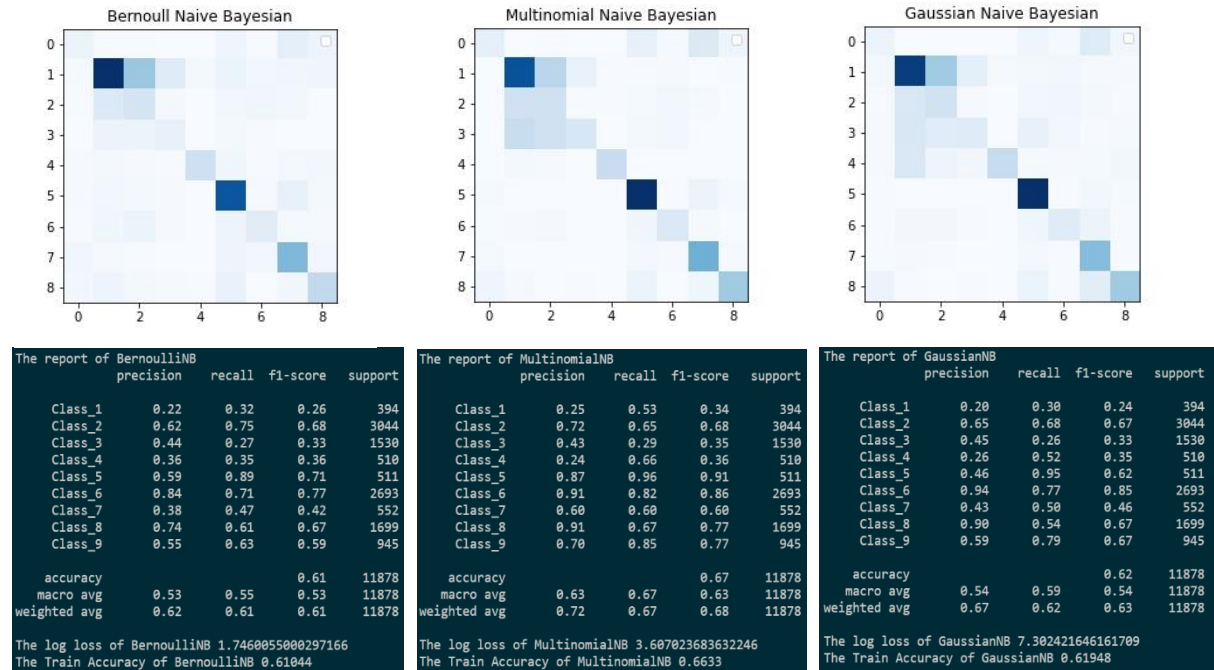 Bernoull Naive Bayesian
0
1
2
3
4
5
6
7
8
0 2 4 6 8
Multinomial Naive Bayesian
0
1
2
3
4
5
6
7
8
0 2 4 6 8
Gaussian Naive Bayesian
0
1
2
3
4
5
6
7
8
0 2 4 6 8
The report of BernoulliNB
precision recall f1-score support
Class_1 0.22 0.32 0.26 394
Class_2 0.62 0.75 0.68 3044
Class_3 0.44 0.27 0.33 1530
Class_4 0.36 0.35 0.36 510
Class_5 0.59 0.89 0.71 511
Class_6 0.84 0.71 0.77 2693
Class_7 0.38 0.47 0.42 552
Class_8 0.74 0.61 0.67 1699
Class_9 0.55 0.63 0.59 945
accuracy 0.61 11878
macro avg 0.53 0.55 0.53 11878
weighted avg 0.62 0.61 0.61 11878
The log loss of BernoulliNB 1.7460055000297166
The Train Accuracy of BernoulliNB 0.61044
The report of MultinomialNB
precision recall f1-score support
Class_1 0.25 0.53 0.34 394
Class_2 0.72 0.65 0.68 3044
Class_3 0.43 0.29 0.35 1530
Class_4 0.24 0.66 0.36 510
Class_5 0.87 0.96 0.91 511
Class_6 0.91 0.82 0.86 2693
Class_7 0.60 0.60 0.60 552
Class_8 0.91 0.67 0.77 1699
Class_9 0.70 0.85 0.77 945
accuracy 0.67 11878
macro avg 0.63 0.67 0.63 11878
weighted avg 0.72 0.67 0.68 11878
The log loss of MultinomialNB 3.607023683632246
The Train Accuracy of MultinomialNB 0.6633
The report of GaussianNB
precision recall f1-score support
Class_1 0.20 0.30 0.24 394
Class_2 0.65 0.68 0.67 3044
Class_3 0.45 0.26 0.33 1530
Class_4 0.26 0.52 0.35 510
Class_5 0.46 0.95 0.62 511
Class_6 0.94 0.77 0.85 2693
Class_7 0.43 0.50 0.46 552
Class_8 0.90 0.54 0.67 1699
Class_9 0.59 0.79 0.67 945
accuracy 0.62 11878
macro avg 0.54 0.59 0.54 11878
weighted avg 0.67 0.62 0.63 11878
The log loss of GaussianNB 7.302421646161709
The Train Accuracy of GaussianNB 0.61948